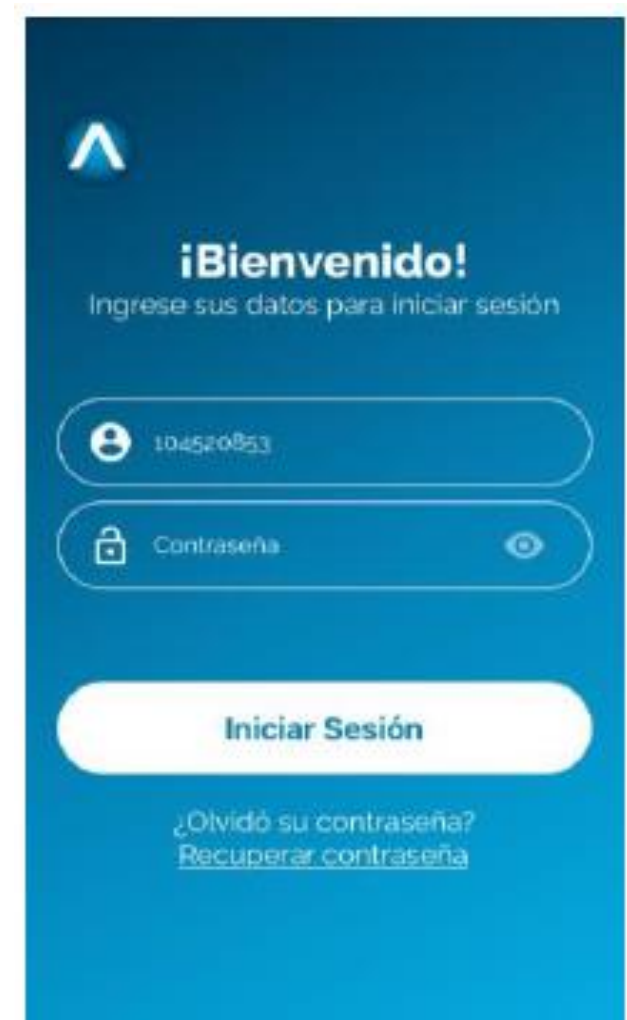 ¡Bienvenido!
Ingrese sus datos para iniciar sesión
104520853
Contraseña
Iniciar Sesión
¿Olvidó su contraseña?
Recuperar contraseña